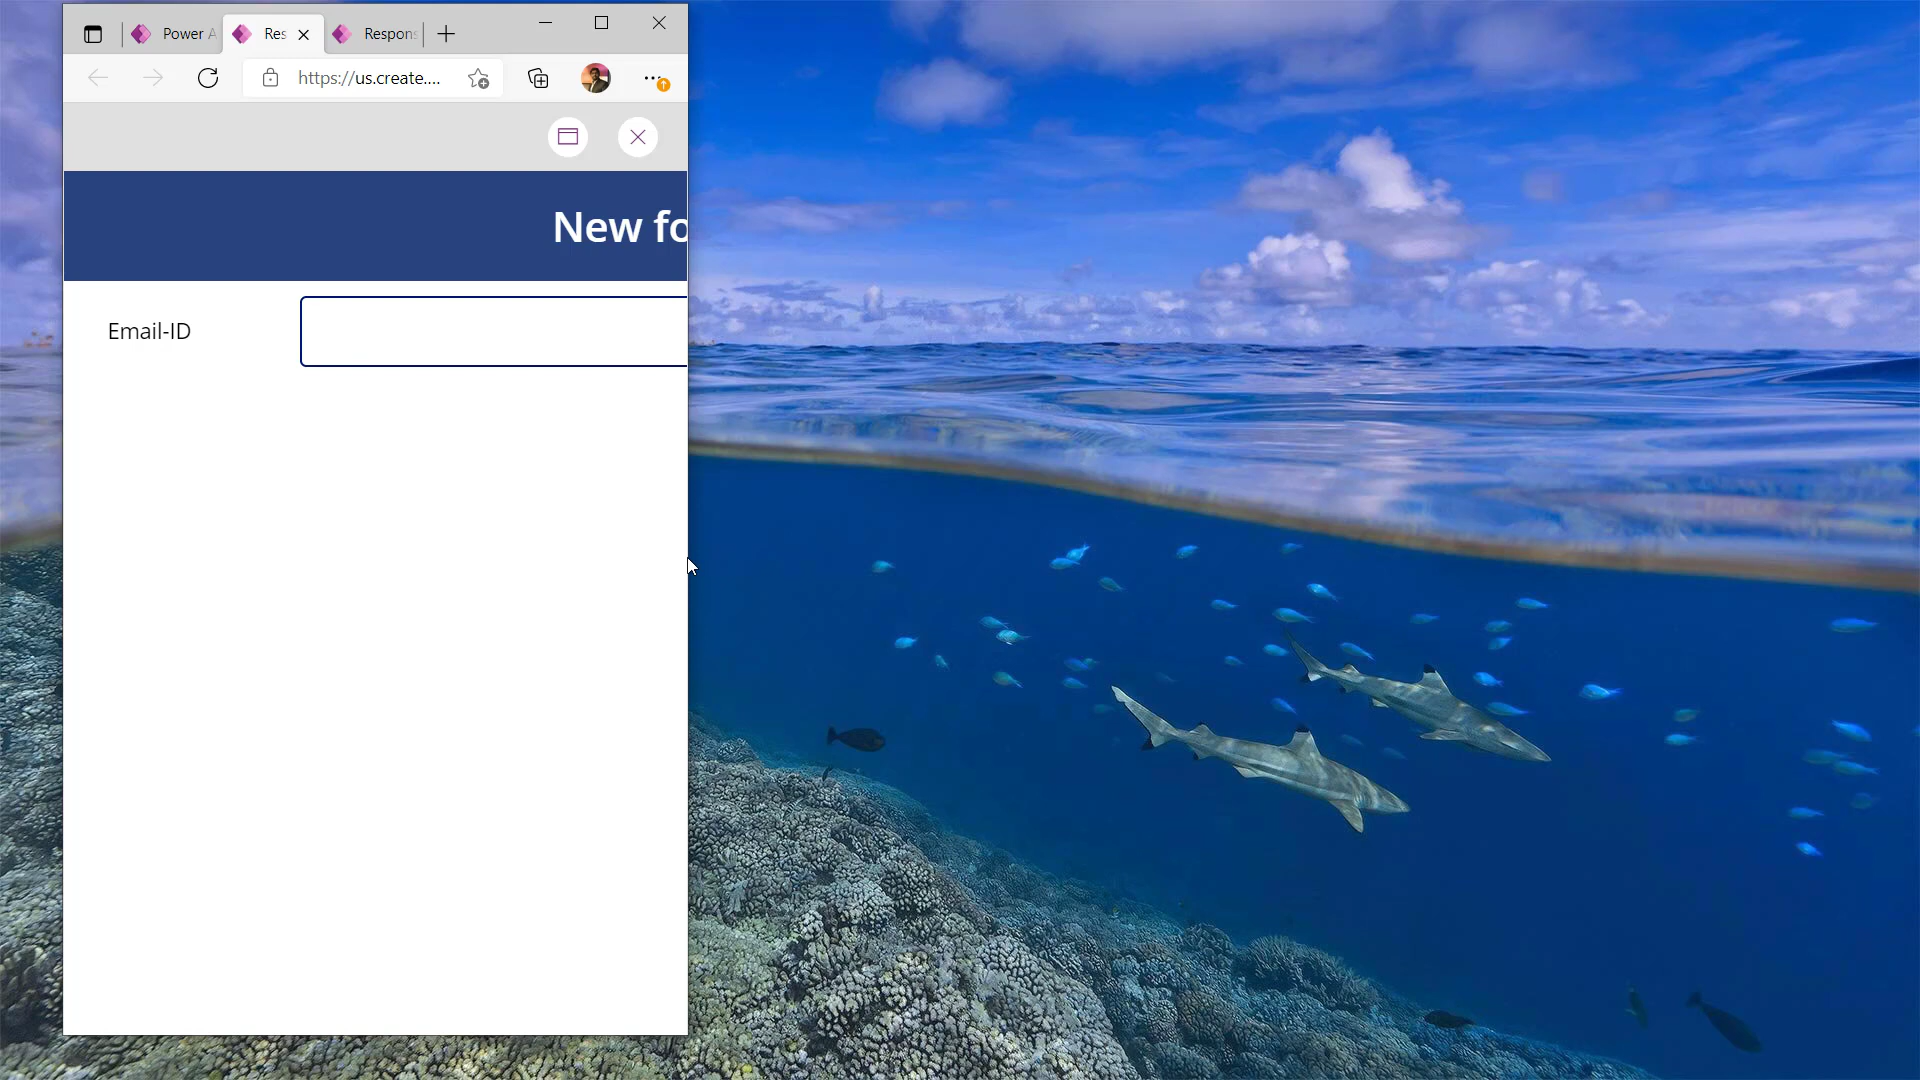 Power A
Res
Respons
https://us.create....
New fo
Email-ID